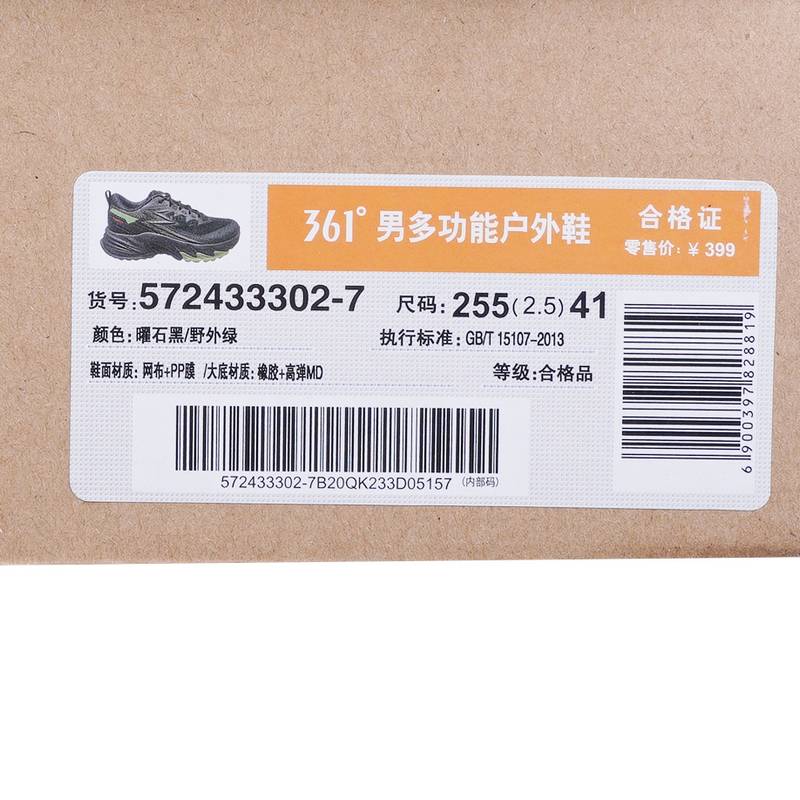 361° 男多功能户外鞋
合格证
零售价: ¥ 399
货号: 572433302-7
尺码: 255 (2.5) 41
颜色: 曜石黑/野外绿
执行标准: GB/T 15107-2013
鞋面材质: 网布+PP膜 /大底材质: 橡胶+高弹MD
等级: 合格品
572433302-7B20QK233D05157 (内部码)
6900397828819